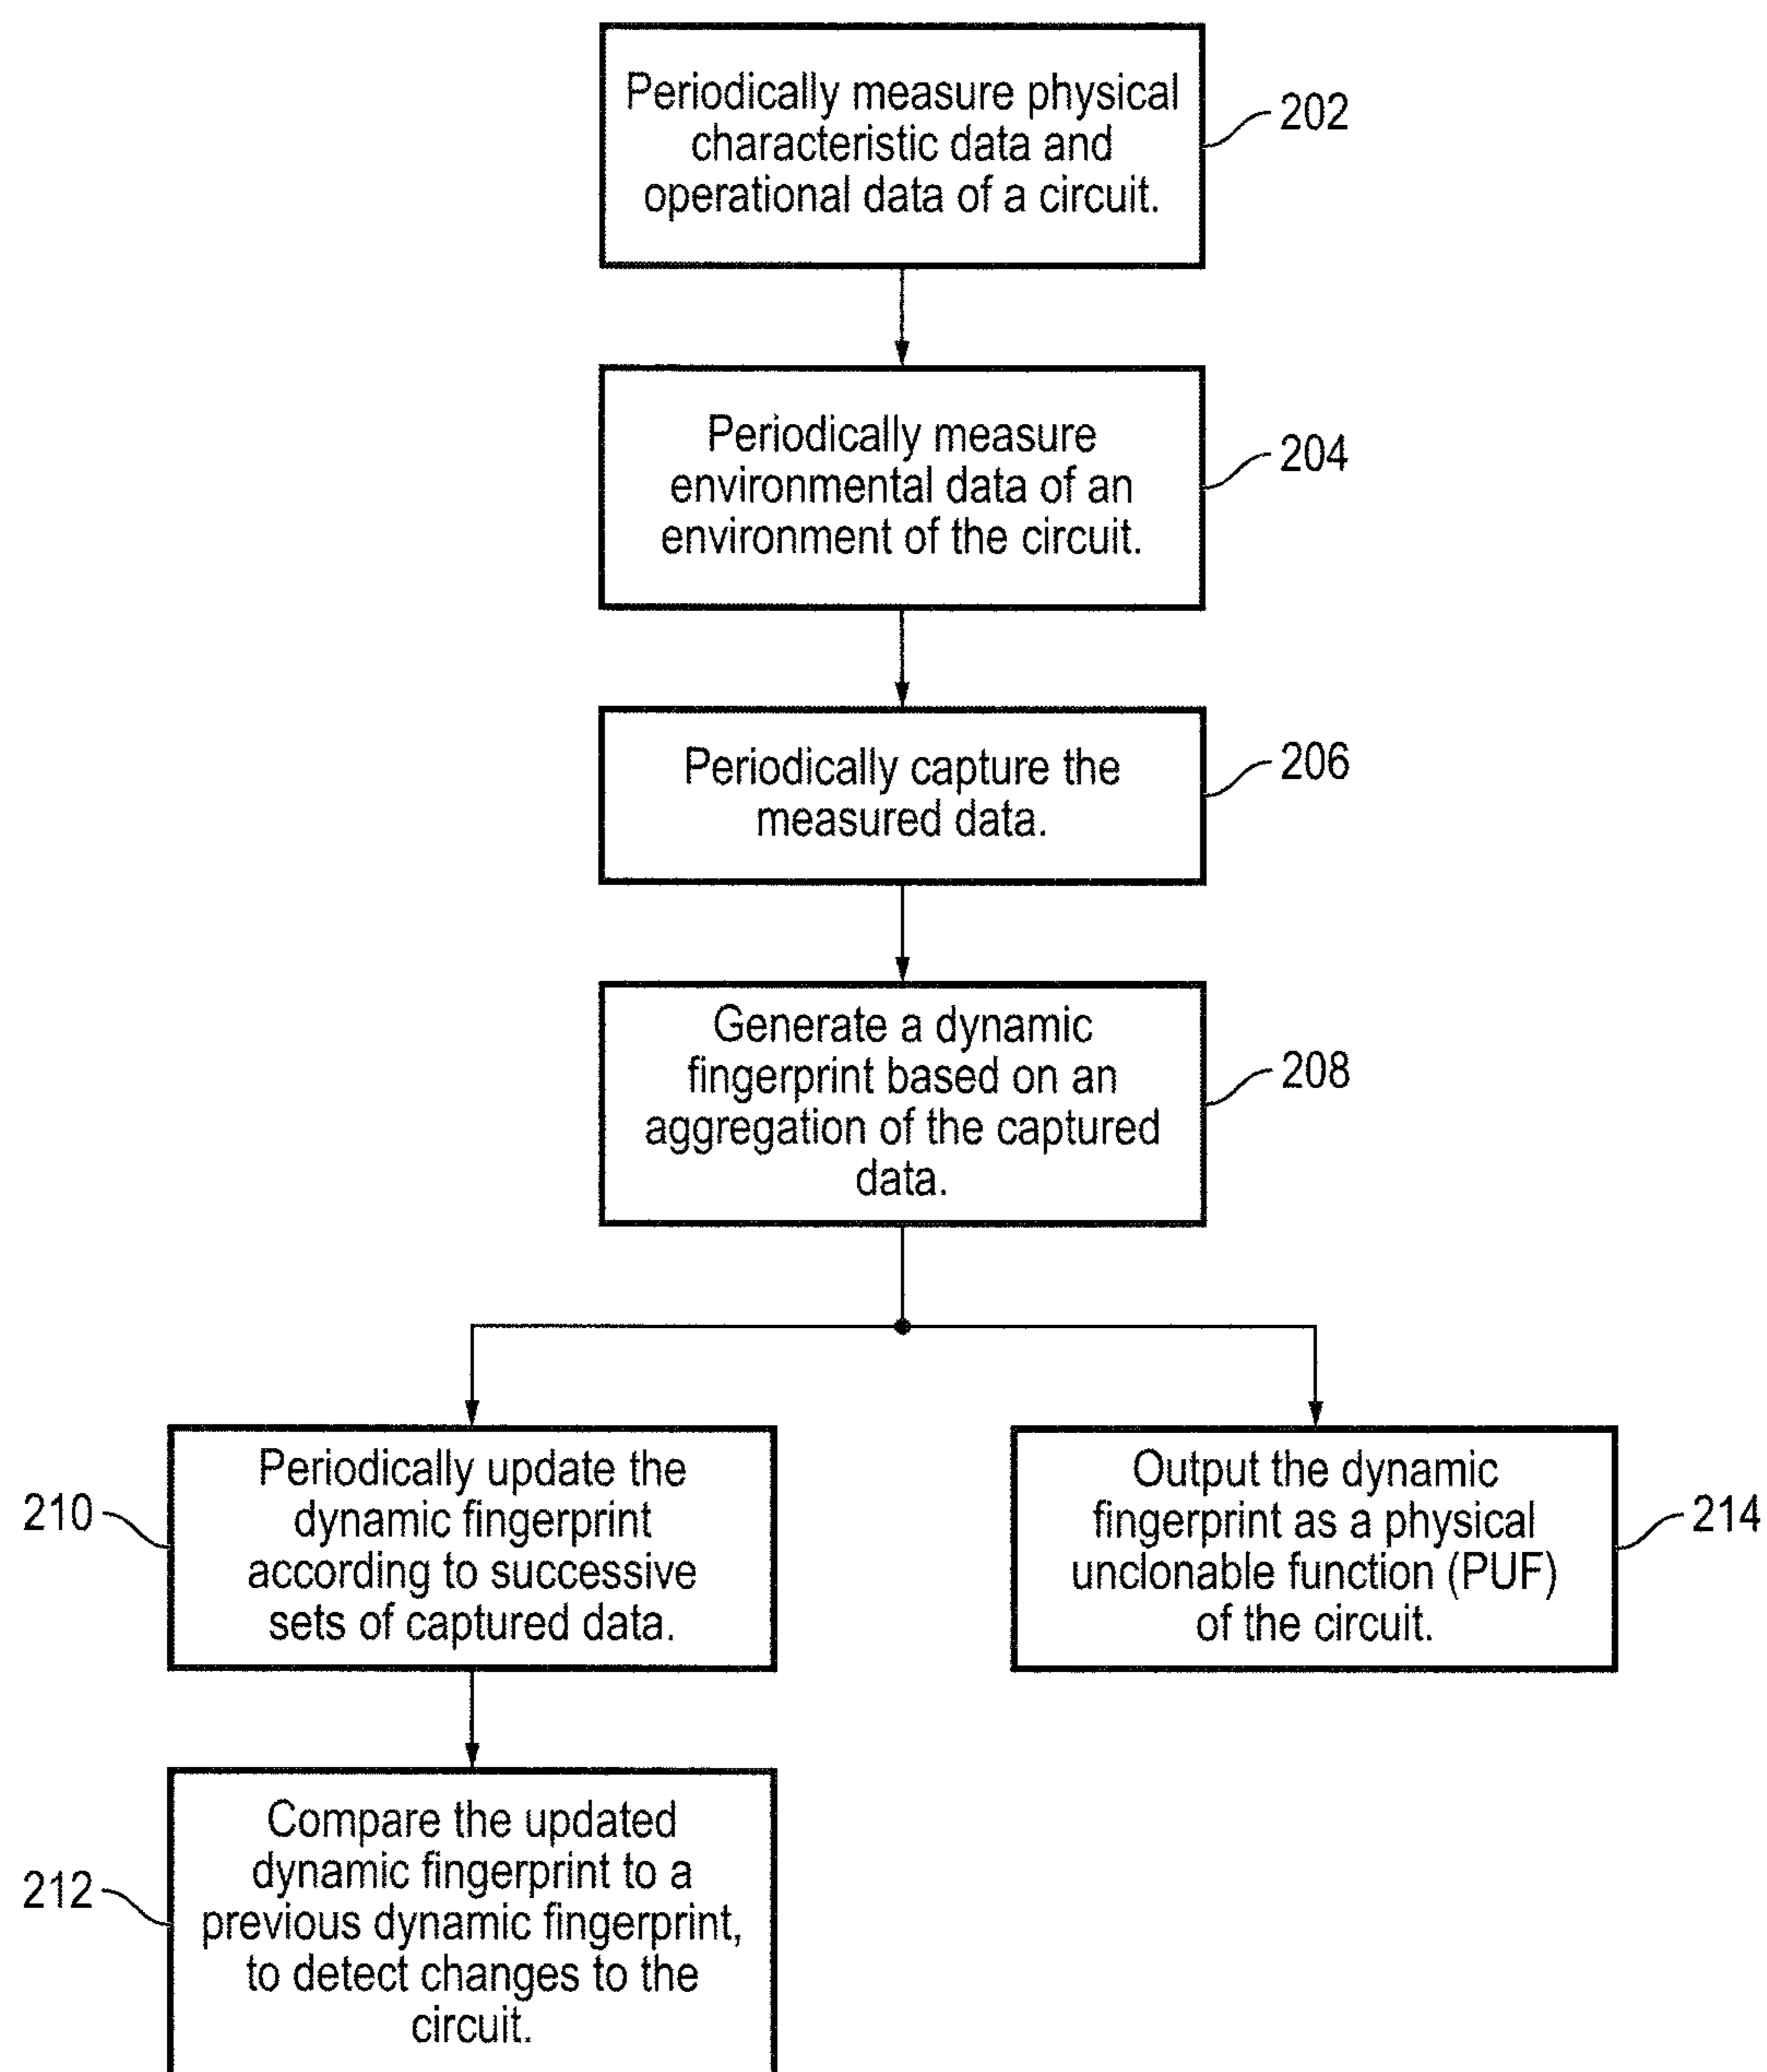 Periodically measure physical
characteristic data and
operational data of a circuit.
202
Periodically measure
environmental data of an
environment of the circuit.
204
Periodically capture the
measured data.
206
Generate a dynamic
fingerprint based on an
aggregation of the captured
data.
208
Periodically update the
dynamic fingerprint
according to successive
sets of captured data.
210
Output the dynamic
fingerprint as a physical
unclonable function (PUF)
of the circuit.
214
Compare the updated
dynamic fingerprint to a
previous dynamic fingerprint,
to detect changes to the
circuit.
212